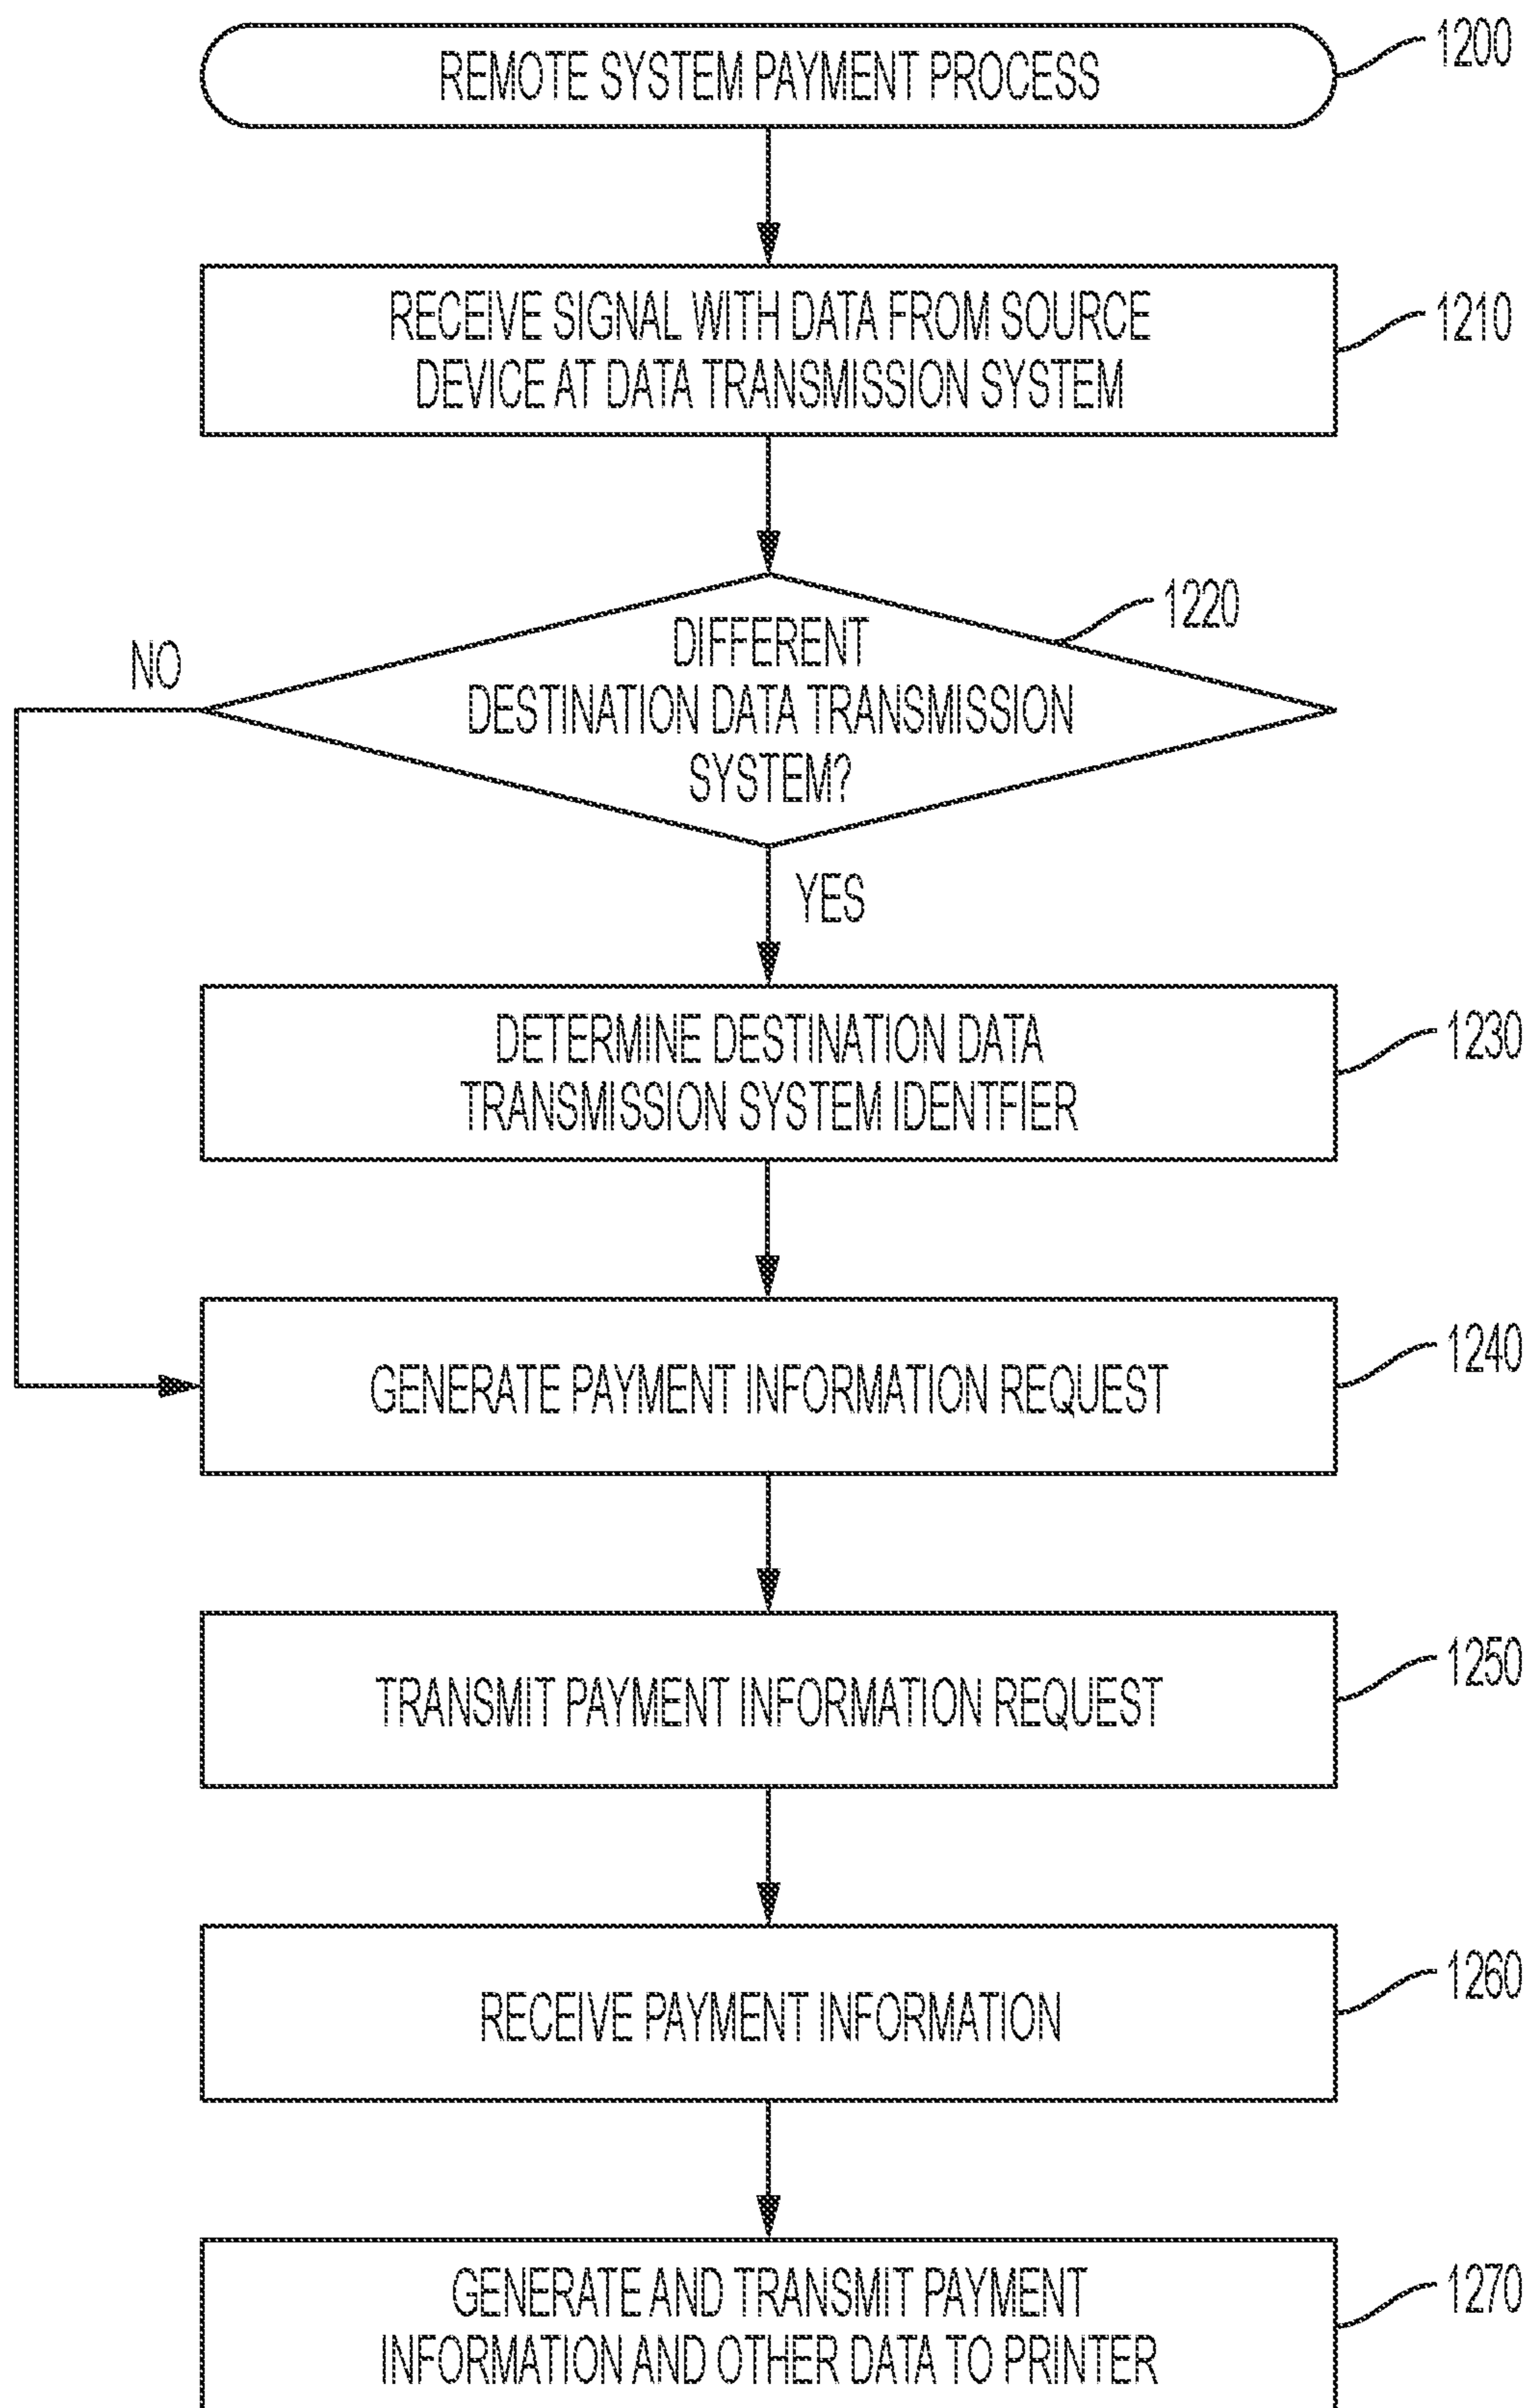 REMOTE SYSTEM PAYMENT PROCESS
1200
RECEIVE SIGNAL WITH DATA FROM SOURCE
DEVICE AT DATA TRANSMISSION SYSTEM
1210
1220
DIFFERENT
DESTINATION DATA TRANSMISSION
SYSTEM?
NO
YES
DETERMINE DESTINATION DATA
TRANSMISSION SYSTEM IDENTFIER
1230
GENERATE PAYMENT INFORMATION REQUEST
1240
TRANSMIT PAYMENT INFORMATION REQUEST
1250
RECEIVE PAYMENT INFORMATION
1260
GENERATE AND TRANSMIT PAYMENT
INFORMATION AND OTHER DATA TO PRINTER
1270